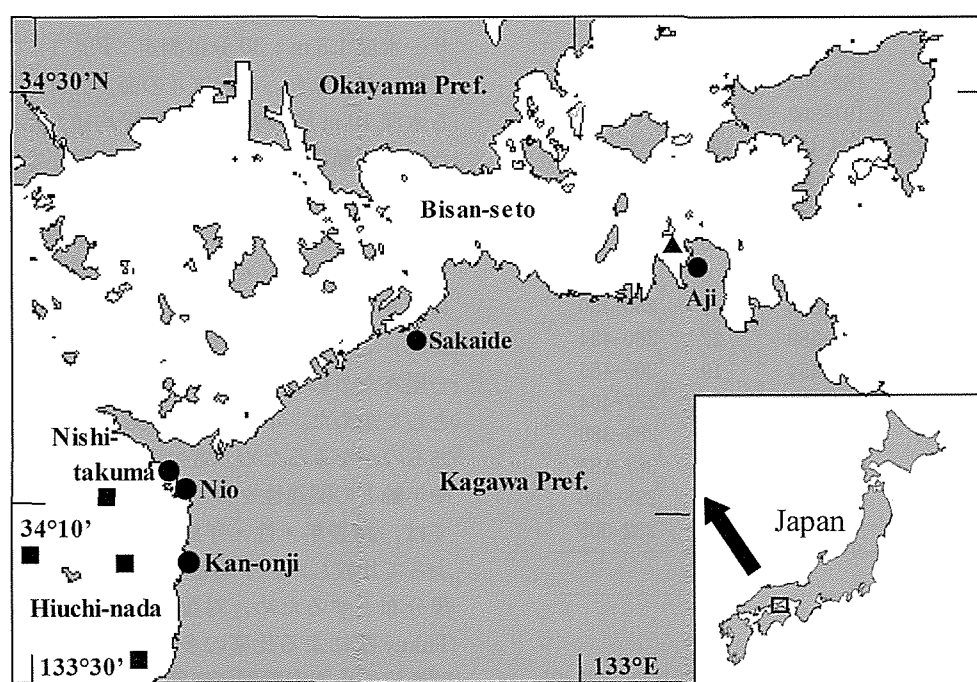 34°30'N
Okayama Pref.
Bisan-seto
Aji
Sakaide
Nishi-
takuma
Nio
Kagawa Pref.
34°10'
Japan
Kan-onji
Hiuchi-nada
133°30'
133°E